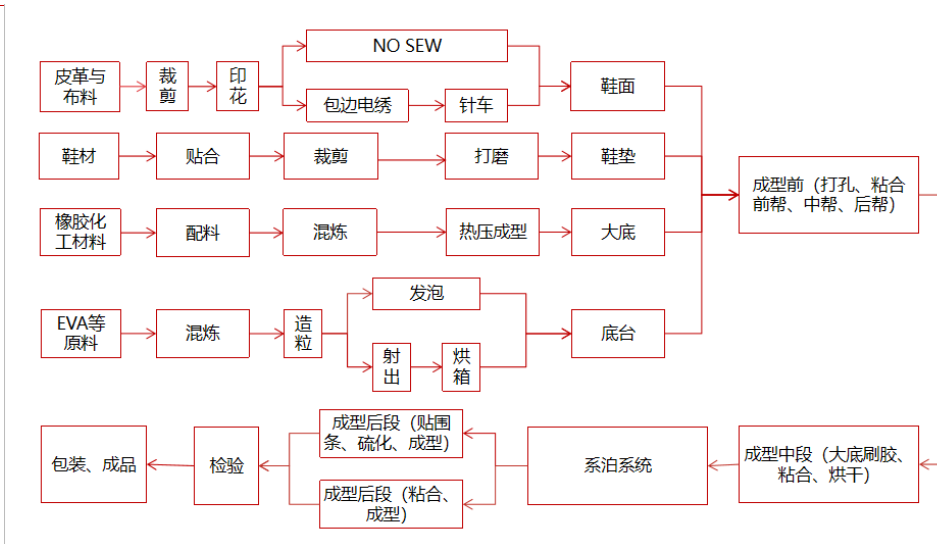 NO SEW
皮革与
布料
裁
剪
印
花
包边电绣
针车
鞋面
鞋材
贴合
裁剪
打磨
鞋垫
成型前（打孔、粘合
前帮、中帮、后帮）
橡胶化
工材料
配料
混炼
热压成型
大底
发泡
EVA等
原料
混炼
造
粒
射
出
烘
箱
底台
成型后段（贴围
条、硫化、成型）
包装、成品
检验
成型后段（粘合、
成型）
系泊系统
成型中段（大底刷胶、
粘合、烘干）